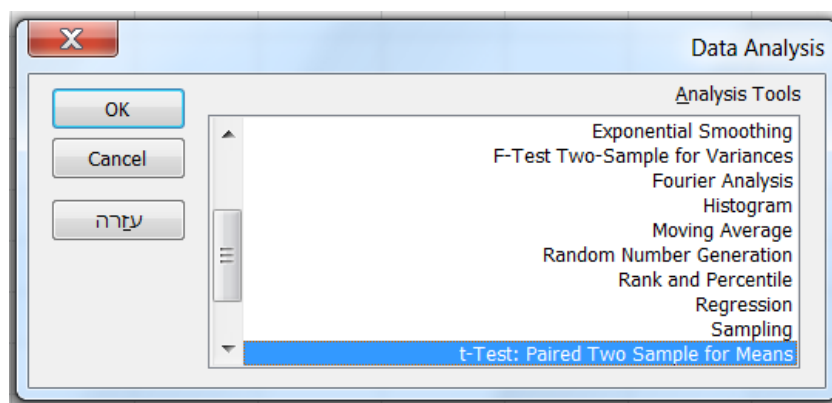 Data Analysis
Analysis Tools
Exponential Smoothing
F-Test Two-Sample for Variances
Fourier Analysis
Histogram
Moving Average
Random Number Generation
Rank and Percentile
Regression
Sampling
t-Test: Paired Two Sample for Means
OK
Cancel
עזרה